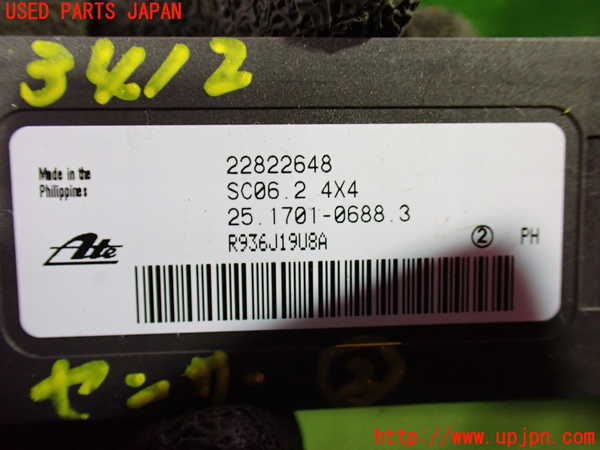 USED PARTS JAPAN
3412
Made in the
Philippines
22822648
SC06.2 4X4
25.1701-0688.3
R936J19U8A
Ate
② PH
センサー ②
http://www.upjpn.com/